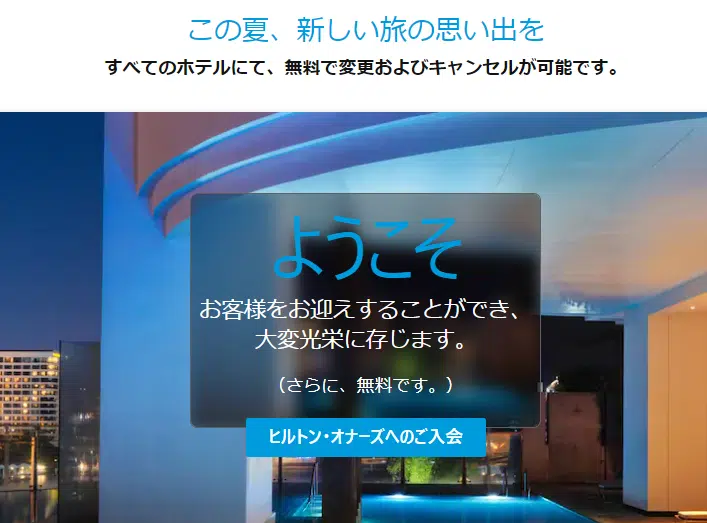 この夏、新しい旅の思い出を
すべてのホテルにて、無料で変更およびキャンセルが可能です。
ようこそ
お客様をお迎えすることができ、
大変光栄に存じます。
（さらに、無料です。）
ヒルトン・オナーズへのご入会